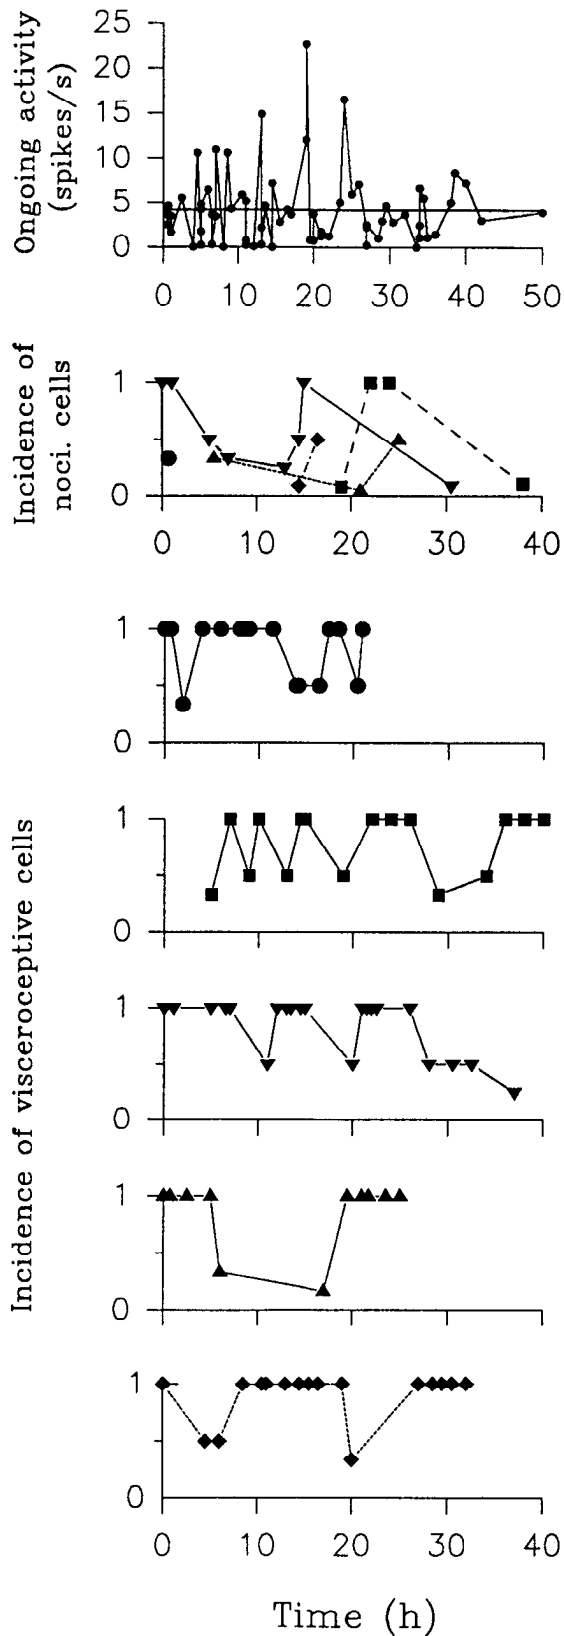 Ongoing activity
(spikes/s)
25
20
15
10
5
0
0 10 20 30 40 50
Incidence of
noci. cells
1
0
0 10 20 30 40
Incidence of visceroceptive cells
1
0
1
0
1
0
1
0
1
0
0 10 20 30 40
Time (h)